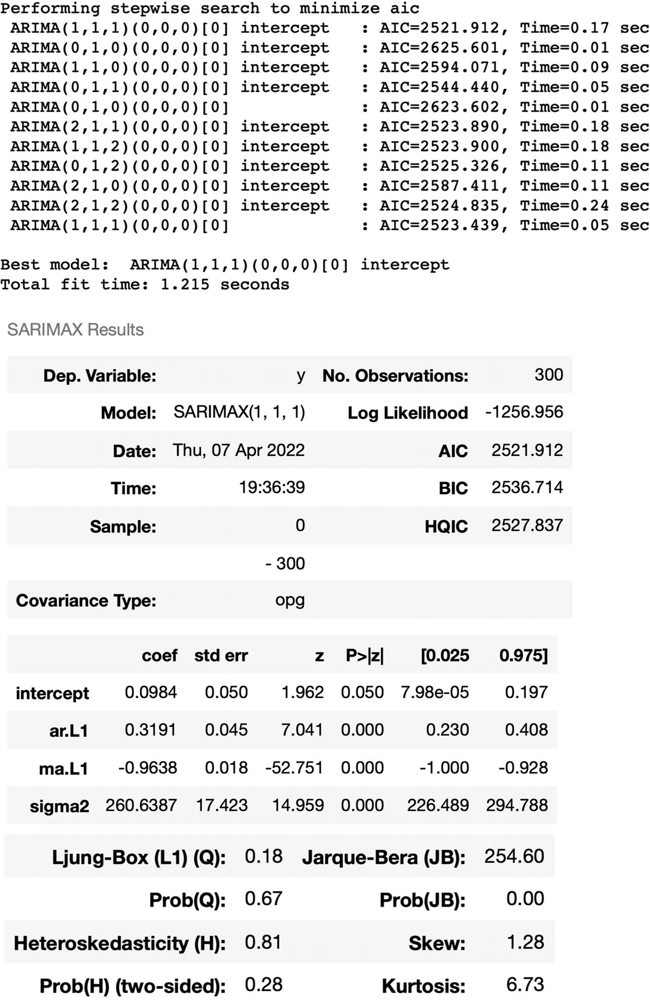 Performing stepwise search to minimize aic
ARIMA(1,1,1)(0,0,0)[0] intercept : AIC=2521.912, Time=0.17 sec
ARIMA(0,1,0)(0,0,0)[0] intercept : AIC=2625.601, Time=0.01 sec
ARIMA(1,1,0)(0,0,0)[0] intercept : AIC=2594.071, Time=0.09 sec
ARIMA(0,1,1)(0,0,0)[0] intercept : AIC=2544.440, Time=0.05 sec
ARIMA(0,1,0)(0,0,0)[0] : AIC=2623.602, Time=0.01 sec
ARIMA(2,1,1)(0,0,0)[0] intercept : AIC=2523.890, Time=0.18 sec
ARIMA(1,1,2)(0,0,0)[0] intercept : AIC=2523.900, Time=0.18 sec
ARIMA(0,1,2)(0,0,0)[0] intercept : AIC=2525.326, Time=0.11 sec
ARIMA(2,1,0)(0,0,0)[0] intercept : AIC=2587.411, Time=0.11 sec
ARIMA(2,1,2)(0,0,0)[0] intercept : AIC=2524.835, Time=0.24 sec
ARIMA(1,1,1)(0,0,0)[0] : AIC=2523.439, Time=0.05 sec
Best model: ARIMA(1,1,1)(0,0,0)[0] intercept
Total fit time: 1.215 seconds
SARIMAX Results
Dep. Variable: y No. Observations: 300
Model: SARIMAX(1, 1, 1) Log Likelihood -1256.956
Date: Thu, 07 Apr 2022 AIC 2521.912
Time: 19:36:39 BIC 2536.714
Sample: 0 HQIC 2527.837
- 300
Covariance Type: opg
coef std err z P>|z| [0.025 0.975]
intercept 0.0984 0.050 1.962 0.050 7.98e-05 0.197
ar.L1 0.3191 0.045 7.041 0.000 0.230 0.408
ma.L1 -0.9638 0.018 -52.751 0.000 -1.000 -0.928
sigma2 260.6387 17.423 14.959 0.000 226.489 294.788
Ljung-Box (L1) (Q): 0.18 Jarque-Bera (JB): 254.60
Prob(Q): 0.67 Prob(JB): 0.00
Heteroskedasticity (H): 0.81 Skew: 1.28
Prob(H) (two-sided): 0.28 Kurtosis: 6.73